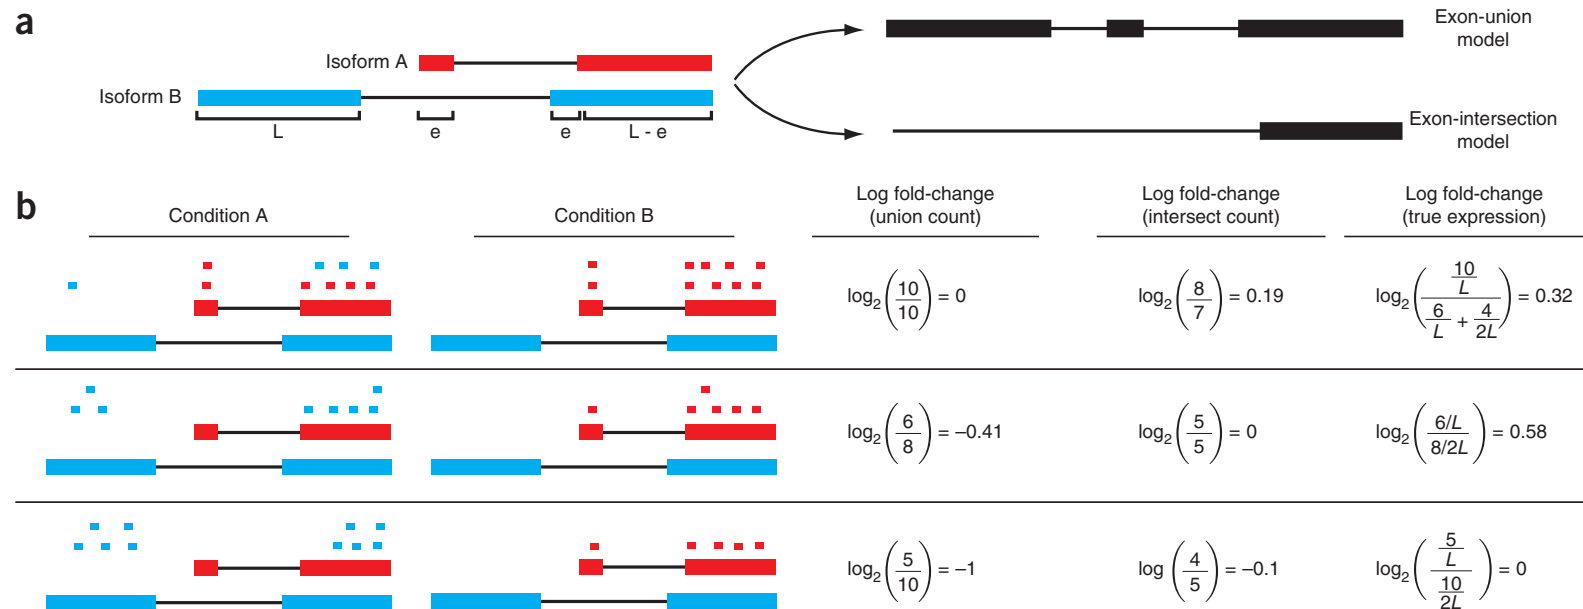 a
Isoform A
Isoform B
L
e
e
L - e
Exon-union
model
Exon-intersection
model
b
Condition A
Condition B
Log fold-change
(union count)
Log fold-change
(intersect count)
Log fold-change
(true expression)
log₂(10/10) = 0
log₂(8/7) = 0.19
log₂((10/L)/(6/L + 4/2L)) = 0.32
log₂(6/8) = –0.41
log₂(5/5) = 0
log₂((6/L)/(8/2L)) = 0.58
log₂(5/10) = –1
log (4/5) = –0.1
log₂((5/L)/(10/2L)) = 0